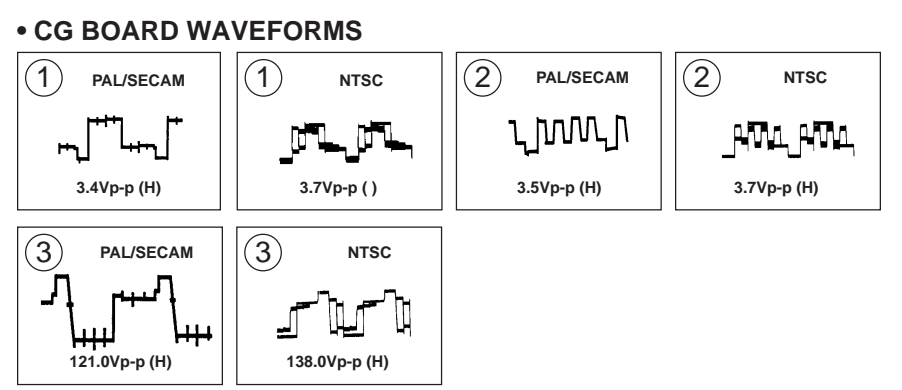 • CG BOARD WAVEFORMS
1 PAL/SECAM
3.4Vp-p (H)
1 NTSC
3.7Vp-p ( )
2 PAL/SECAM
3.5Vp-p (H)
2 NTSC
3.7Vp-p (H)
3 PAL/SECAM
121.0Vp-p (H)
3 NTSC
138.0Vp-p (H)